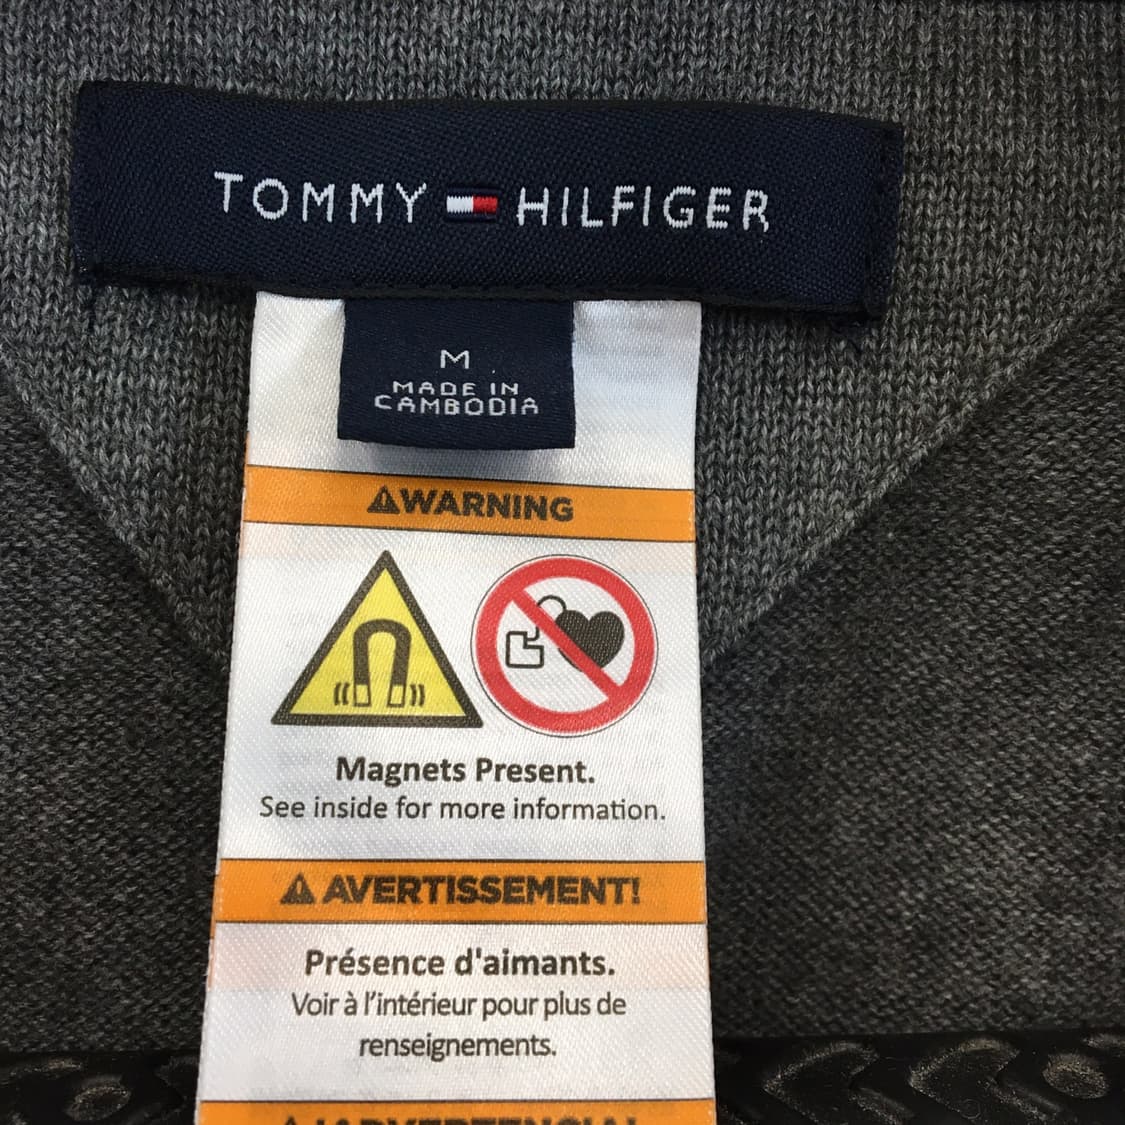 TOMMY HILFIGER
M
MADE IN
CAMBODIA
WARNING
Magnets Present.
See inside for more information.
AVERTISSEMENT!
Présence d'aimants.
Voir à l'intérieur pour plus de
renseignements.
¡ADVERTENCIA!